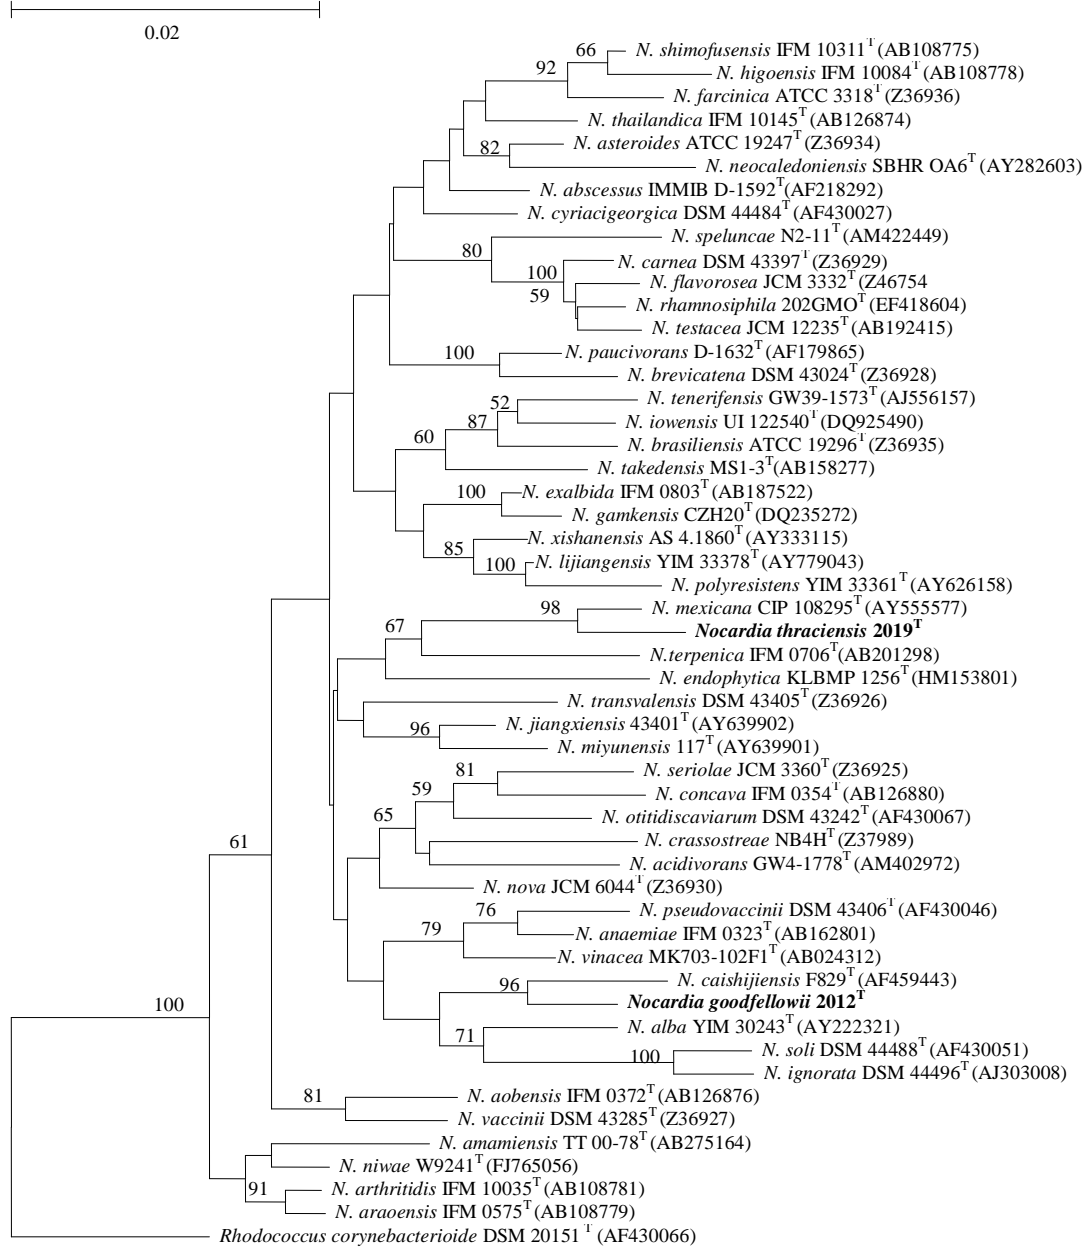 0.02
66
N. shimofusensis IFM 10311T (AB108775)
92
N. higoensis IFM 10084T (AB108778)
N. farcinica ATCC 3318T (Z36936)
N. thailandica IFM 10145T (AB126874)
N. asteroides ATCC 19247T (Z36934)
82
N. neocaledoniensis SBHR OA6T (AY282603)
N. abscessus IMMIB D-1592T (AF218292)
N. cyriacigeorgica DSM 44484T (AF430027)
N. speluncae N2-11T (AM422449)
80
N. carnea DSM 43397T (Z36929)
100
N. flavorosea JCM 3332T (Z46754
59
N. rhamnosiphila 202GMOT (EF418604)
N. testacea JCM 12235T (AB192415)
100
N. paucivorans D-1632T (AF179865)
N. brevicatena DSM 43024T (Z36928)
N. tenerifensis GW39-1573T (AJ556157)
52
N. iowensis UI 122540T (DQ925490)
87
60
N. brasiliensis ATCC 19296T (Z36935)
N. takedensis MS1-3T (AB158277)
100
N. exalbida IFM 0803T (AB187522)
N. gamkensis CZH20T (DQ235272)
N. xishanensis AS 4.1860T (AY333115)
85
100
N. lijiangensis YIM 33378T (AY779043)
N. polyresistens YIM 33361T (AY626158)
98
N. mexicana CIP 108295T (AY555577)
67
Nocardia thraciensis 2019T
N.terpenica IFM 0706T (AB201298)
N. endophytica KLBMP 1256T (HM153801)
N. transvalensis DSM 43405T (Z36926)
N. jiangxiensis 43401T (AY639902)
96
N. miyunensis 117T (AY639901)
81
N. seriolae JCM 3360T (Z36925)
59
N. concava IFM 0354T (AB126880)
65
N. otitidiscaviarum DSM 43242T (AF430067)
N. crassostreae NB4HT (Z37989)
61
N. acidivorans GW4-1778T (AM402972)
N. nova JCM 6044T (Z36930)
76
N. pseudovaccinii DSM 43406T (AF430046)
79
N. anaemiae IFM 0323T (AB162801)
N. vinacea MK703-102F1T (AB024312)
96
N. caishijiensis F829T (AF459443)
100
Nocardia goodfellowii 2012T
N. alba YIM 30243T (AY222321)
71
100
N. soli DSM 44488T (AF430051)
N. ignorata DSM 44496T (AJ303008)
81
N. aobensis IFM 0372T (AB126876)
N. vaccinii DSM 43285T (Z36927)
N. amamiensis TT 00-78T (AB275164)
N. niwae W9241T (FJ765056)
91
N. arthritidis IFM 10035T (AB108781)
N. araoensis IFM 0575T (AB108779)
Rhodococcus corynebacterioide DSM 20151 T (AF430066)